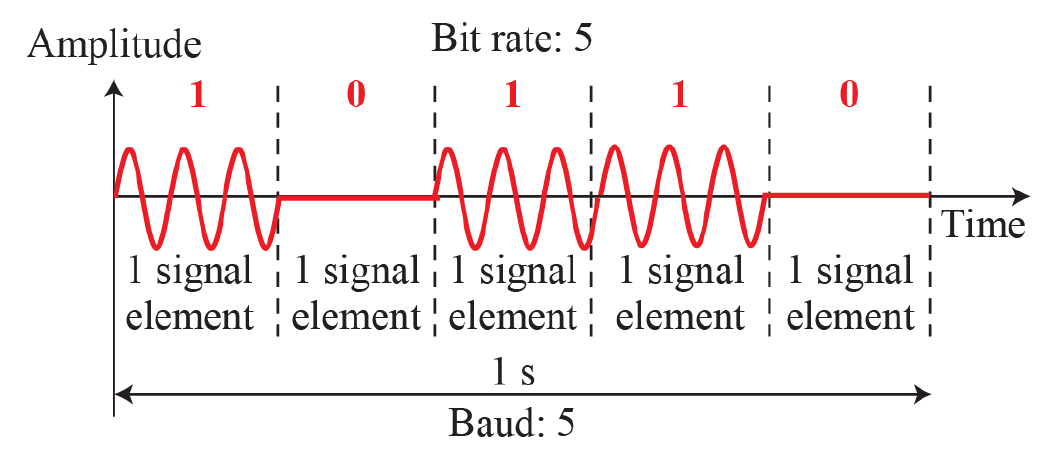 Bit rate: 5
Amplitude
1 0 1 1 0
Time
1 signal element
1 signal element
1 signal element
1 signal element
1 signal element
1 s
Baud: 5